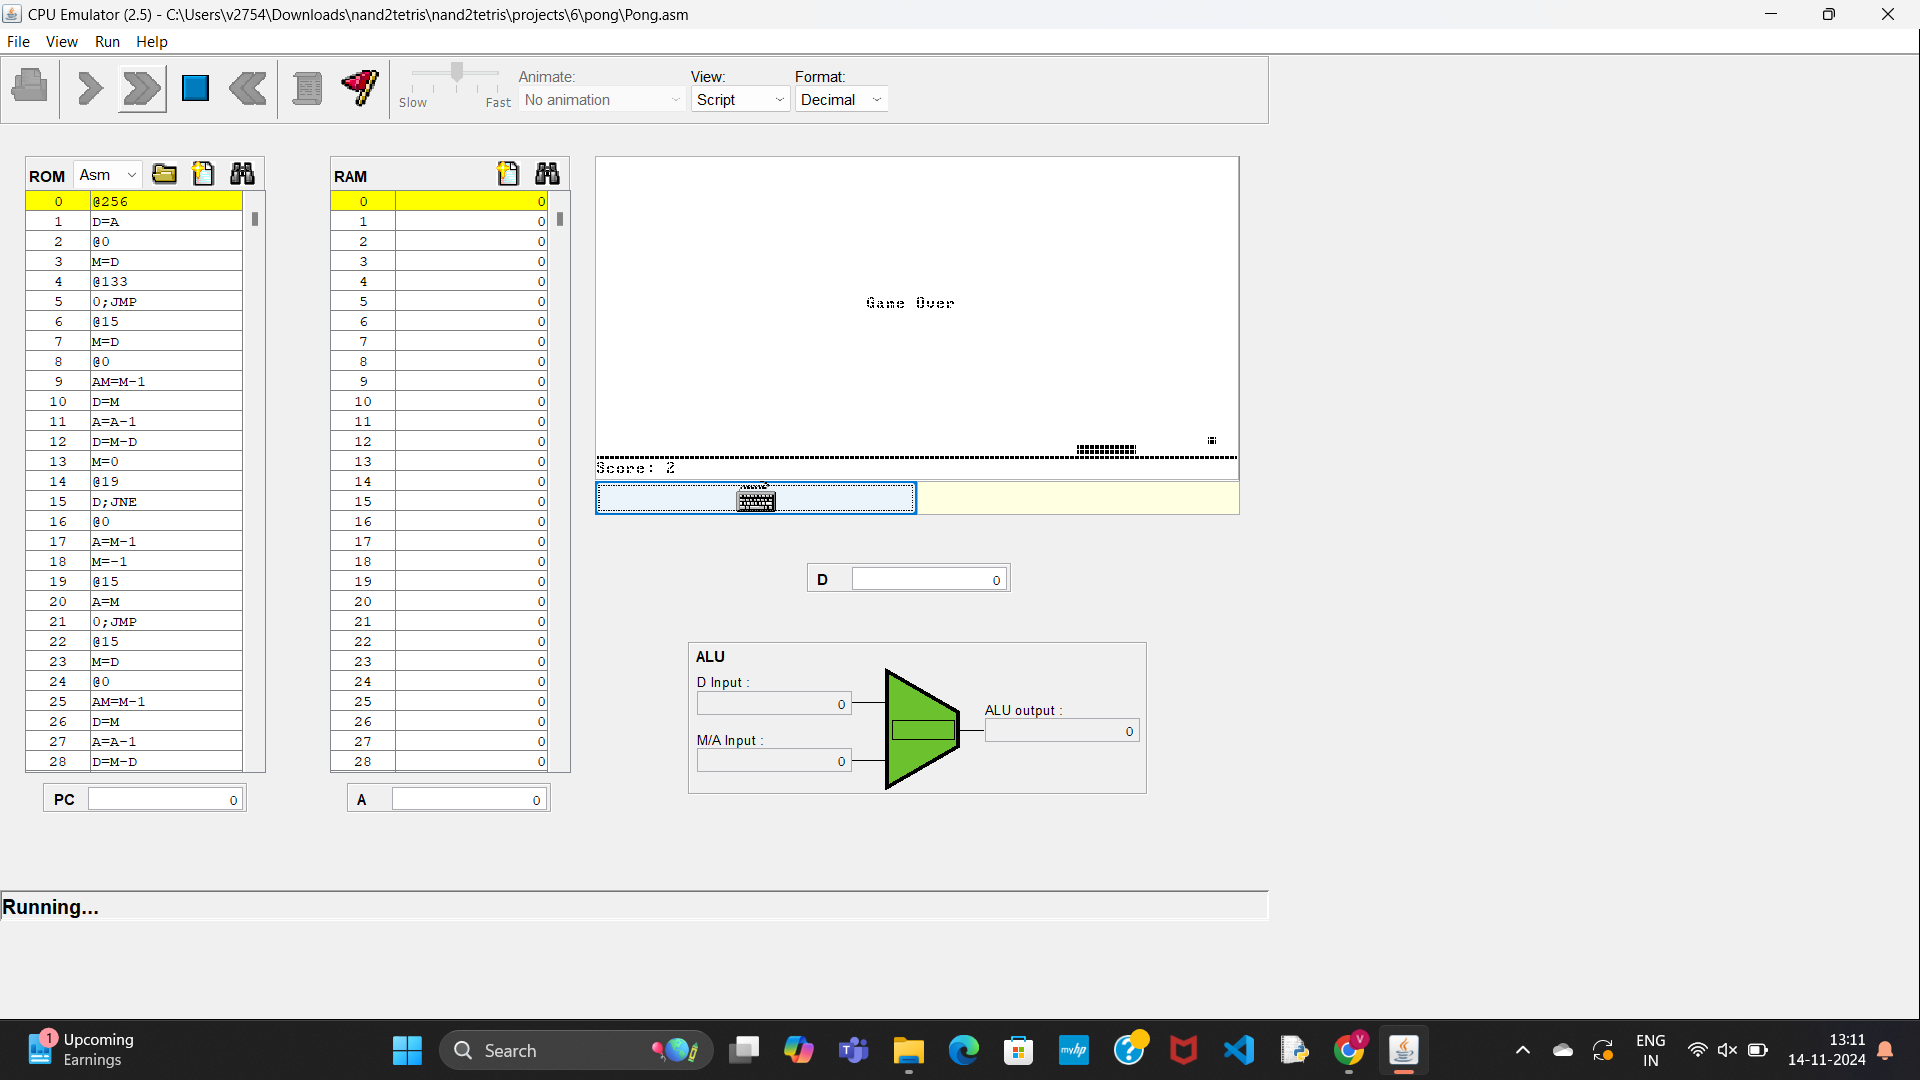 CPU Emulator (2.5) - C:\Users\v2754\Downloads\nand2tetris\nand2tetris\projects\6\pong\Pong.asm
File View Run Help
Slow Fast
Animate:
No animation
View:
Script
Format:
Decimal
ROM Asm
0 @256
1 D=A
2 @0
3 M=D
4 @133
5 0;JMP
6 @15
7 M=D
8 @0
9 AM=M-1
10 D=M
11 A=A-1
12 D=M-D
13 M=0
14 @19
15 D;JNE
16 @0
17 A=M-1
18 M=-1
19 @15
20 A=M
21 0;JMP
22 @15
23 M=D
24 @0
25 AM=M-1
26 D=M
27 A=A-1
28 D=M-D
PC 0
RAM
0 0
1 0
2 0
3 0
4 0
5 0
6 0
7 0
8 0
9 0
10 0
11 0
12 0
13 0
14 0
15 0
16 0
17 0
18 0
19 0
20 0
21 0
22 0
23 0
24 0
25 0
26 0
27 0
28 0
A 0
Game Over
Score: 2
D 0
ALU
D Input :
0
M/A Input :
0
ALU output :
0
Running...
1
Upcoming
Earnings
Search
myhp
V
ENG
IN
13:11
14-11-2024